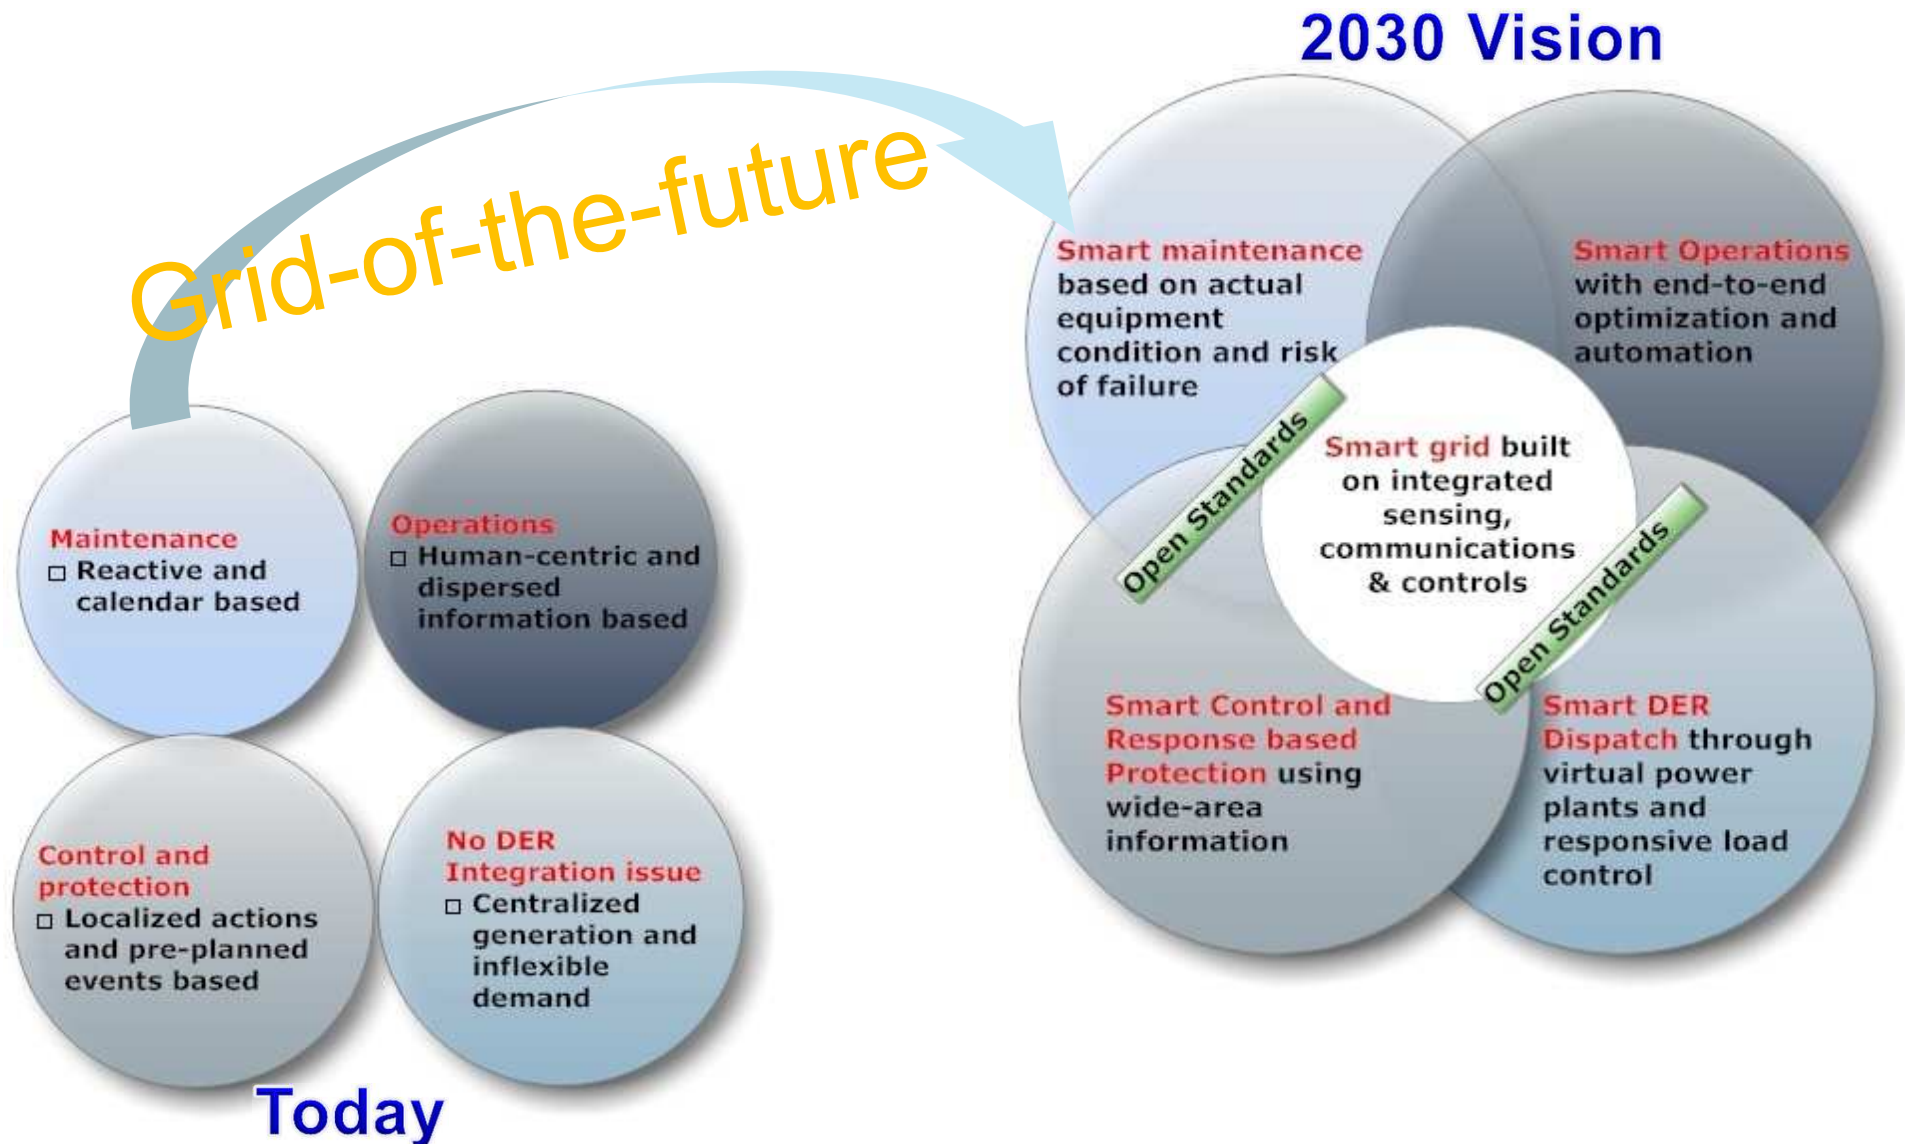 2030 Vision
Grid-of-the-future
Smart maintenance
based on actual
equipment
condition and risk
of failure
Smart Operations
with end-to-end
optimization and
automation
Open Standards
Smart grid built
on integrated
sensing,
communications
& controls
Open Standards
Smart Control and
Response based
Protection using
wide-area
information
Smart DER
Dispatch through
virtual power
plants and
responsive load
control
Maintenance
□ Reactive and
calendar based
Operations
□ Human-centric and
dispersed
information based
Control and
protection
□ Localized actions
and pre-planned
events based
No DER
Integration issue
□ Centralized
generation and
inflexible
demand
Today